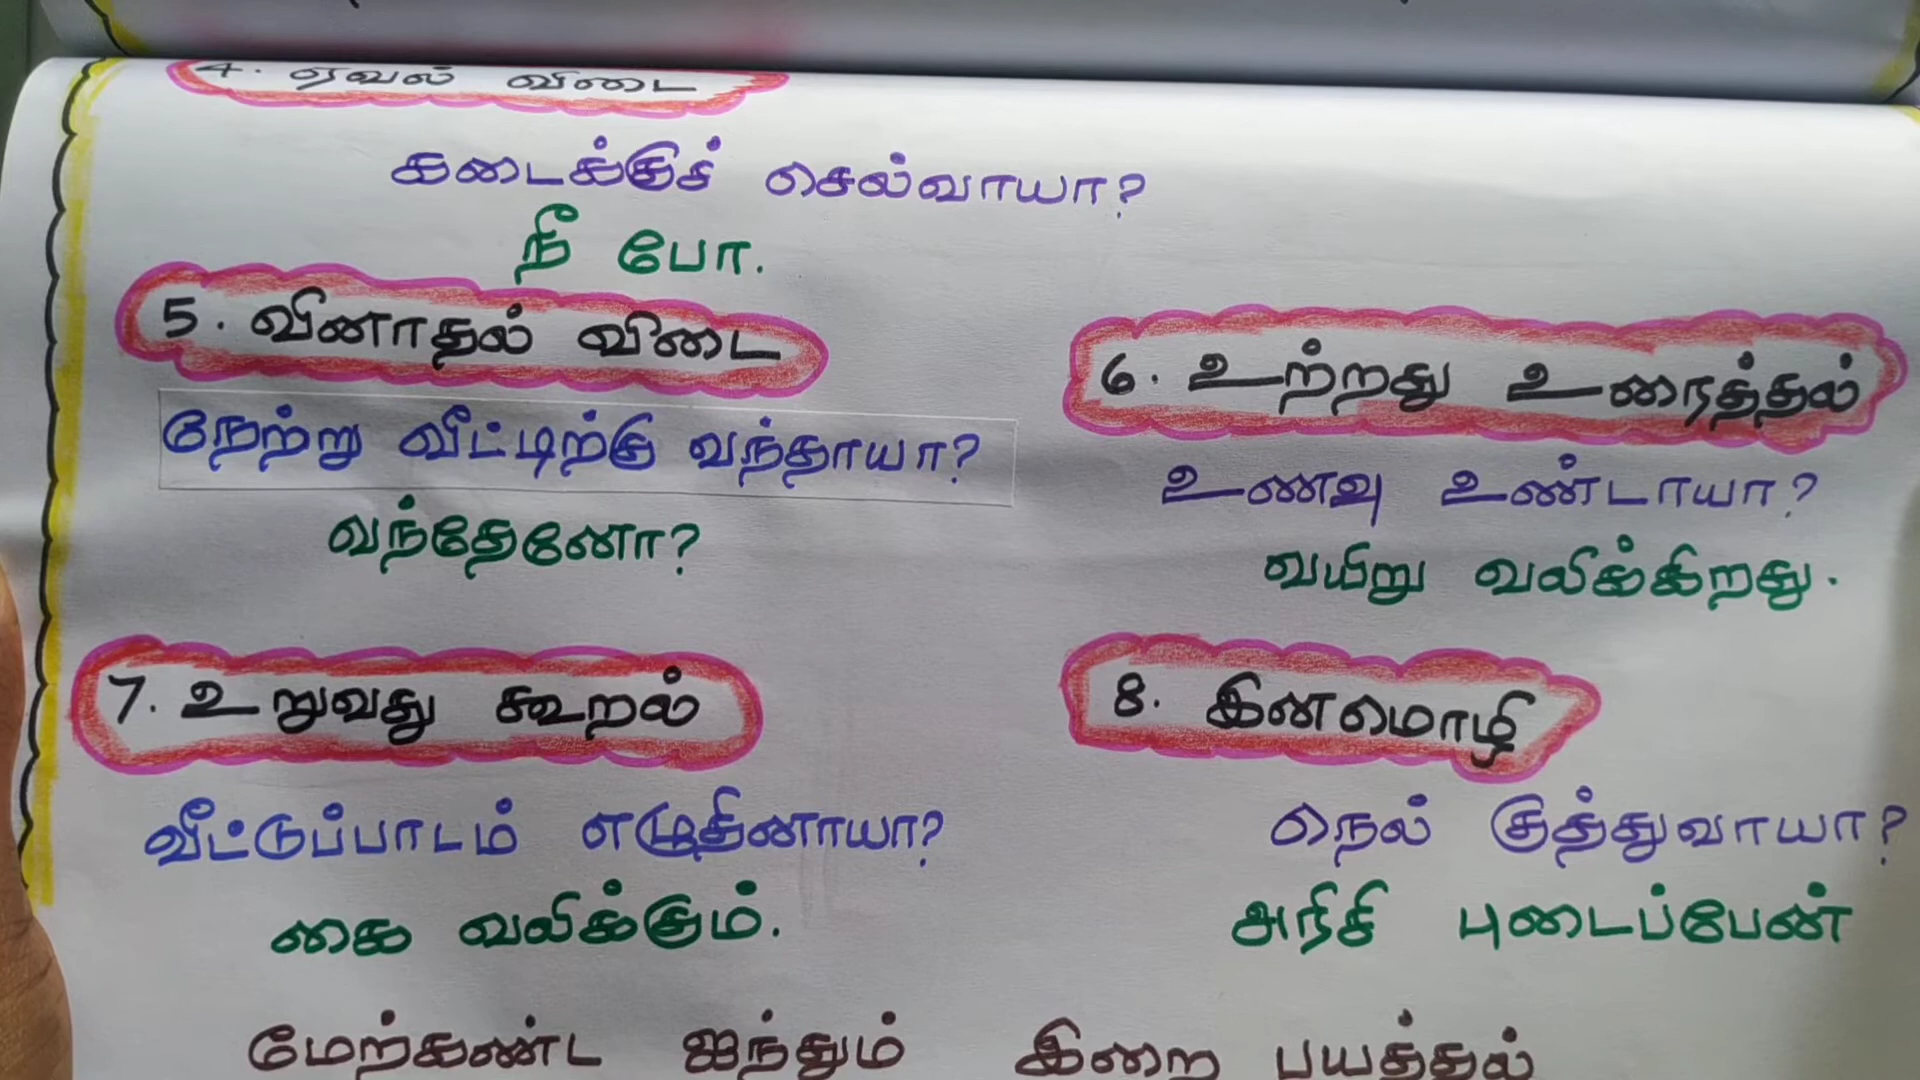 4. ஏவல் விடை
கடைக்குச் செல்வாயா?
நீ போ.
5. வினாதல் விடை
நேற்று வீட்டிற்கு வந்தாயா?
வந்தேனோ?
6. உற்றது உரைத்தல்
உணவு உண்டாயா?
வயிறு வலிக்கிறது.
7. உறுவது கூறல்
வீட்டுப்பாடம் எழுதினாயா?
கை வலிக்கும்.
8. இனமொழி
நெல் குத்துவாயா?
அரிசி புடைப்பேன்
மேற்கண்ட ஐந்தும் இறை பயத்தல்